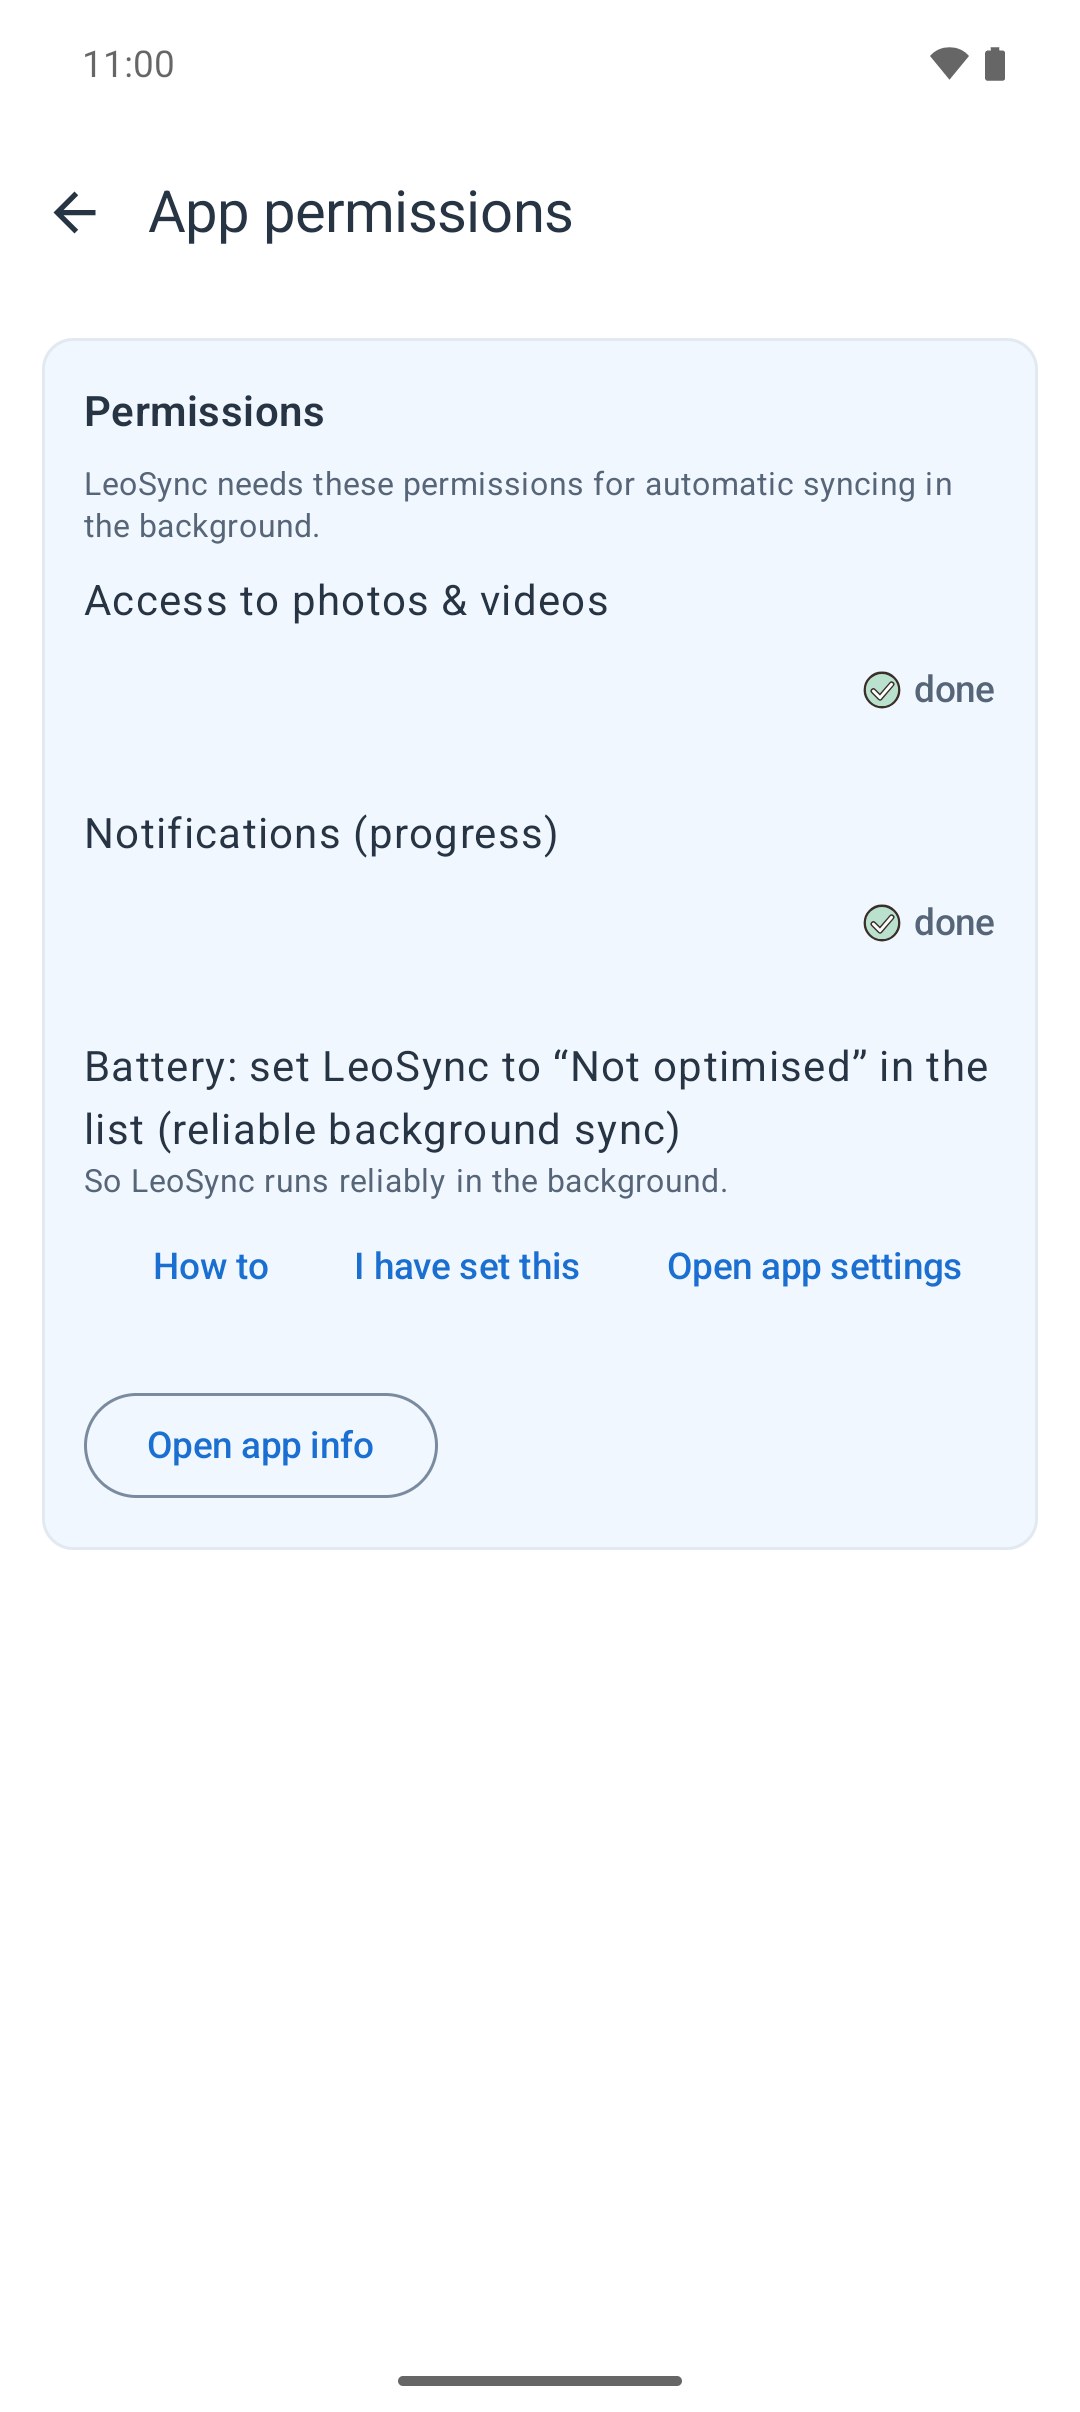 11:00
App permissions
Permissions
LeoSync needs these permissions for automatic syncing in
the background.
Access to photos & videos
done
Notifications (progress)
done
Battery: set LeoSync to “Not optimised” in the
list (reliable background sync)
So LeoSync runs reliably in the background.
How to I have set this Open app settings
Open app info